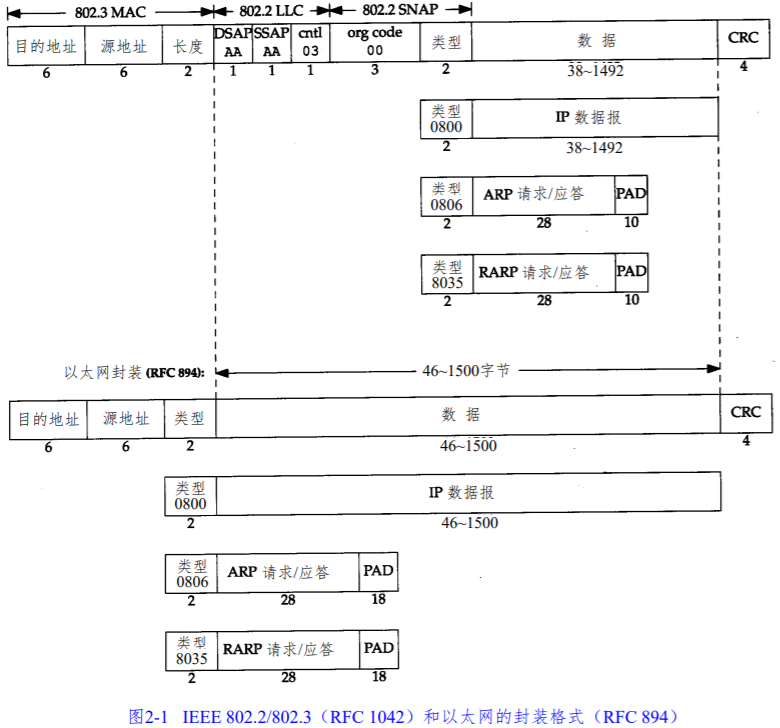 802.3 MAC 802.2 LLC 802.2 SNAP
目的地址 源地址 长度 DSAP AA SSAP AA cntl 03 org code 00 类型 数 据 CRC
6 6 2 1 1 1 3 2 38~1492 4
类型 0800 IP 数据报
2 38~1492
类型 0806 ARP 请求/应答 PAD
2 28 10
类型 8035 RARP 请求/应答 PAD
2 28 10
以太网封装 (RFC 894): 46~1500字节
目的地址 源地址 类型 数 据 CRC
6 6 2 46~1500 4
类型 0800 IP 数据报
2 46~1500
类型 0806 ARP 请求/应答 PAD
2 28 18
类型 8035 RARP 请求/应答 PAD
2 28 18
图2-1 IEEE 802.2/802.3（RFC 1042）和以太网的封装格式（RFC 894）